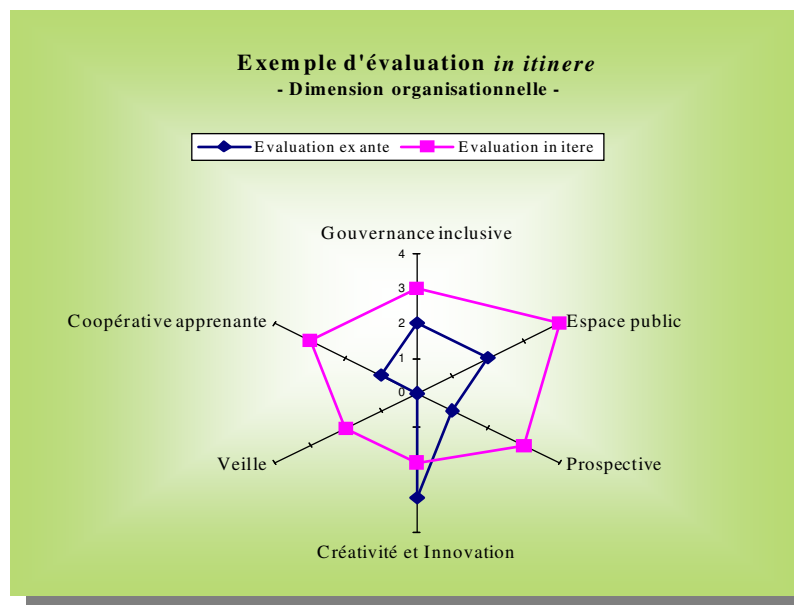 Exemple d'évaluation in itinere
- Dimension organisationnelle -
Evaluation ex ante Evaluation in itere
Gouvernance inclusive
4
3
Coopérative apprenante
2
Espace public
1
0
Veille
Prospective
Créativité et Innovation